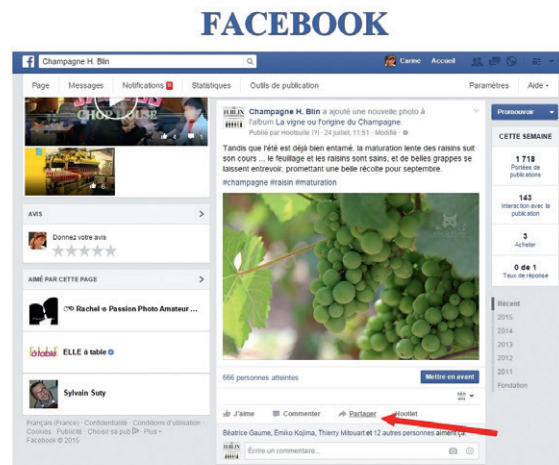 FACEBOOK
Champagne H. Blin
Carine Accueil
Page Messages Notifications 8 Statistiques Outils de publication Paramètres Aide
CHOP HOUSE
6
AVIS
Donnez votre avis
AIMÉ PAR CETTE PAGE
Rachel Passion Photo Amateur ...
à table
ELLE à table
Sylvain Suty
Français (France) · Confidentialité · Conditions d'utilisation ·
Cookies · Publicité · Choisir sa pub · Plus
Facebook © 2015
H.BLIN
Champagne H. Blin a ajouté une nouvelle photo à
l'album La vigne ou l'origine du Champagne.
Publié par Hootsuite [?] · 24 juillet, 11:51 · Modifié ·
Tandis que l'été est déjà bien entamé, la maturation lente des raisins suit
son cours ... le feuillage et les raisins sont sains, et de belles grappes se
laissent entrevoir, promettant une belle récolte pour septembre.
#champagne #raisin #maturation
666 personnes atteintes
Mettre en avant
J'aime Commenter Partager Hootlet
Béatrice Gaume, Emiko Kojima, Thierry Mitouart et 12 autres personnes aiment ça.
H.BLIN
Écrire un commentaire...
Promouvoir
CETTE SEMAINE
1 718
Portées de
publications
143
Interaction avec la
publication
3
Acheter
0 de 1
Taux de réponse
Récent
2015
2014
2013
2012
2011
Fondation